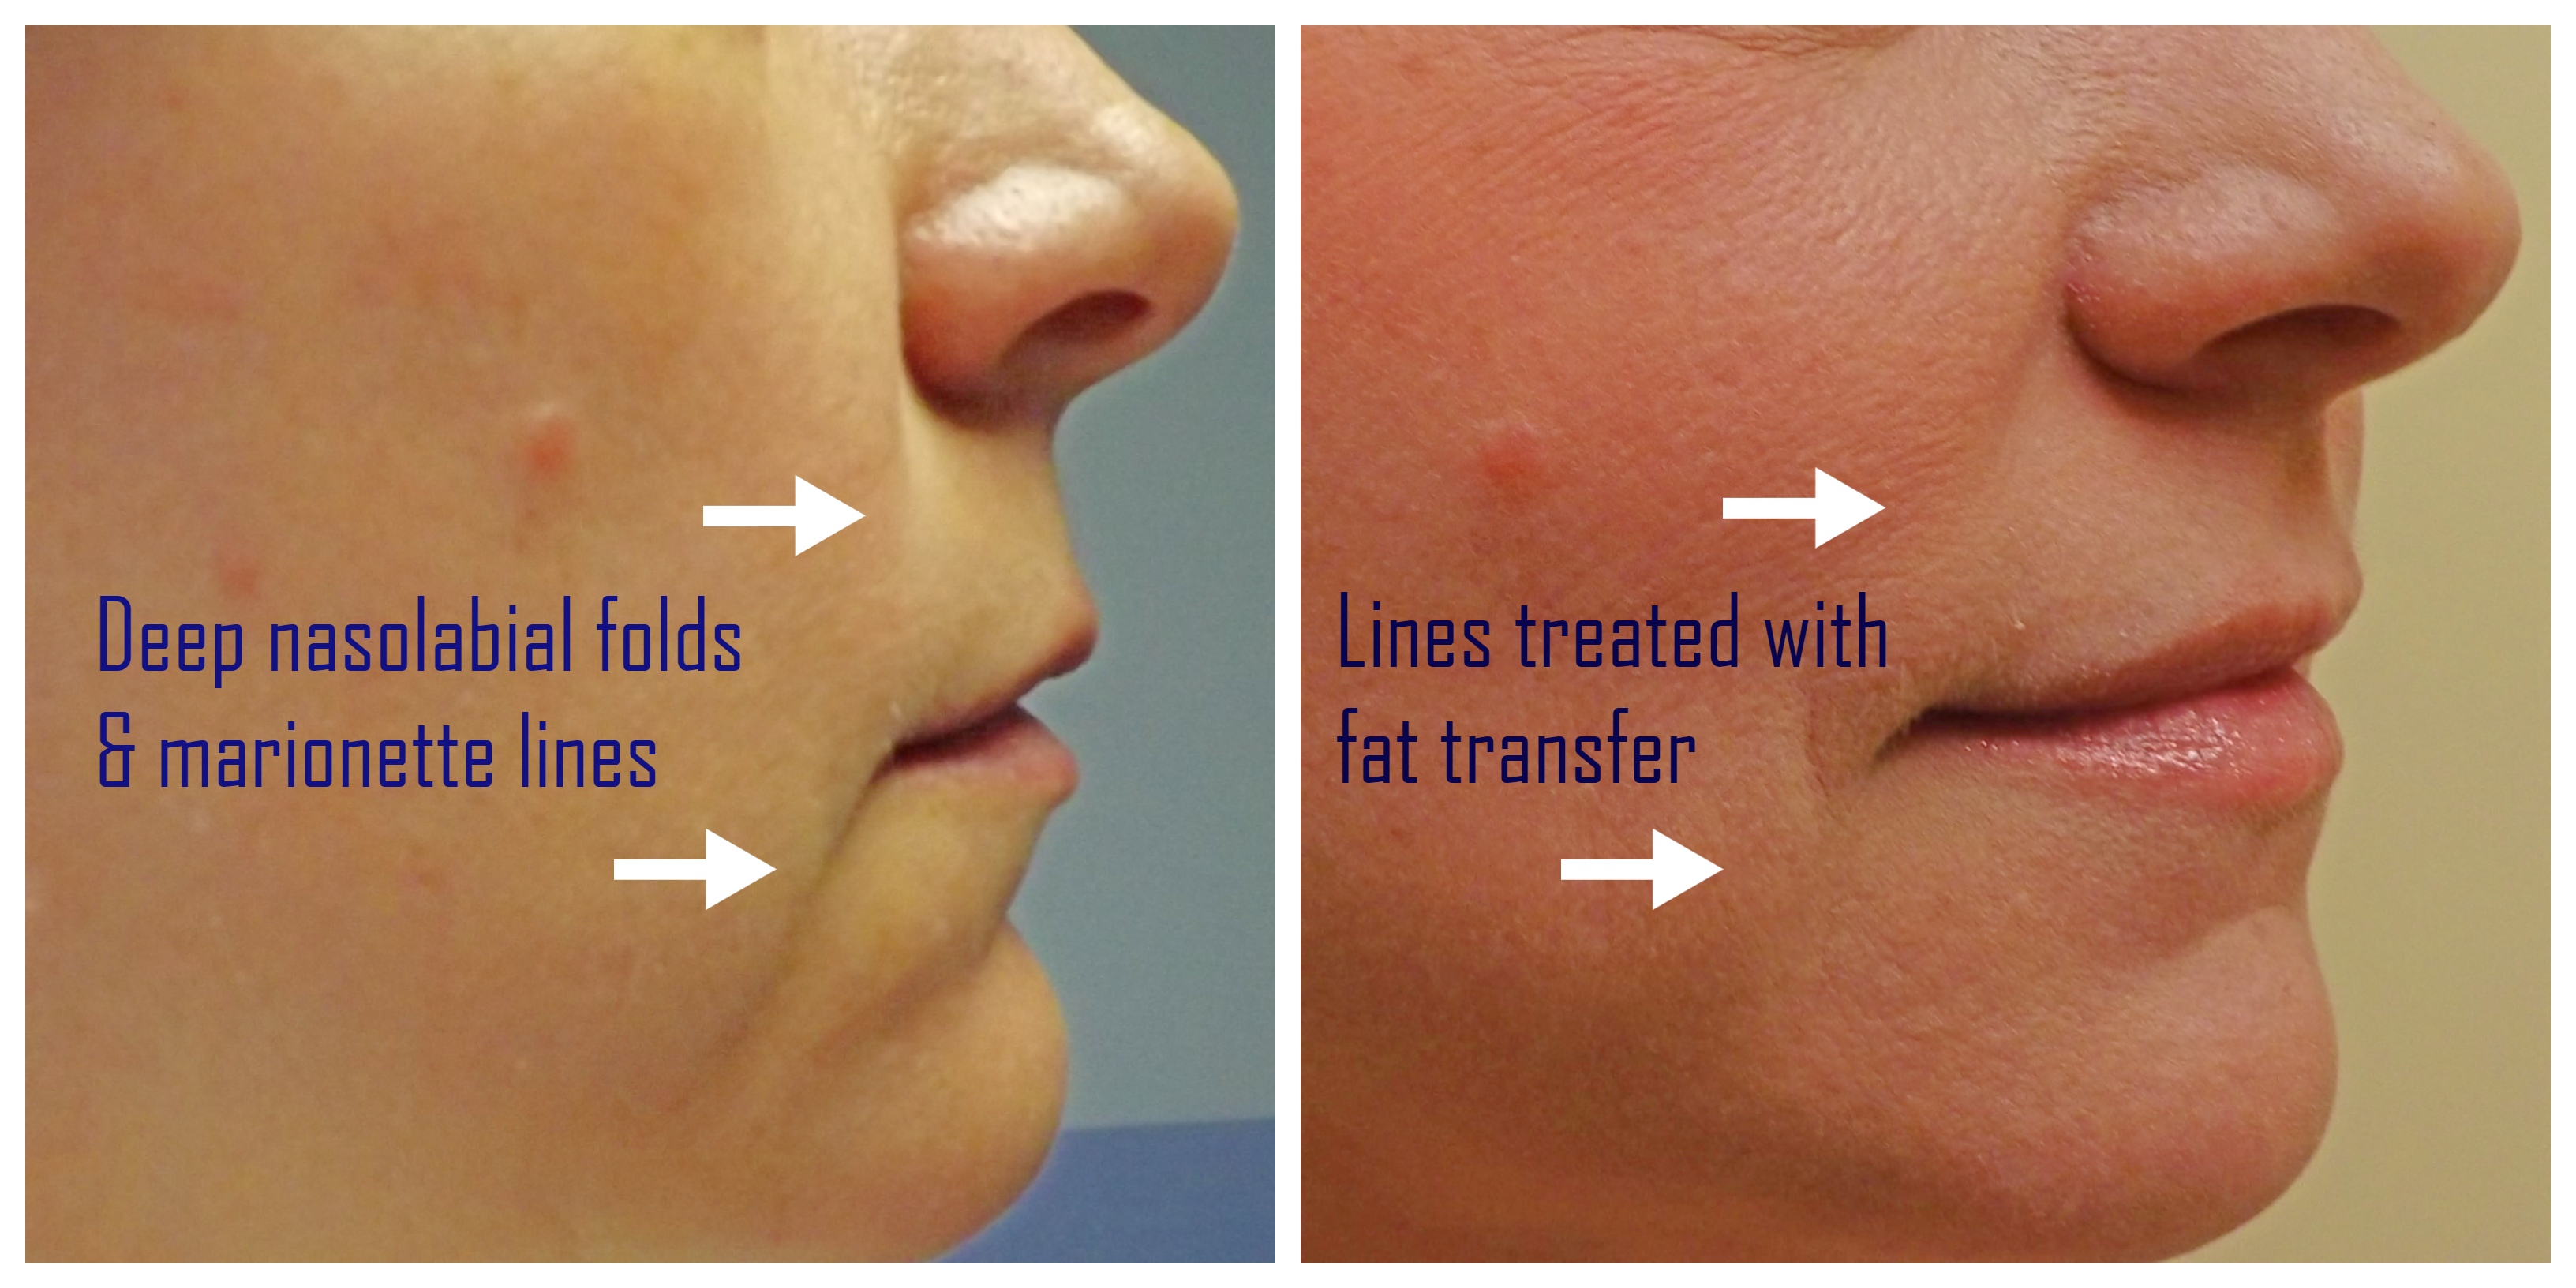 Deep nasolabial folds
& marionette lines
Lines treated with
fat transfer